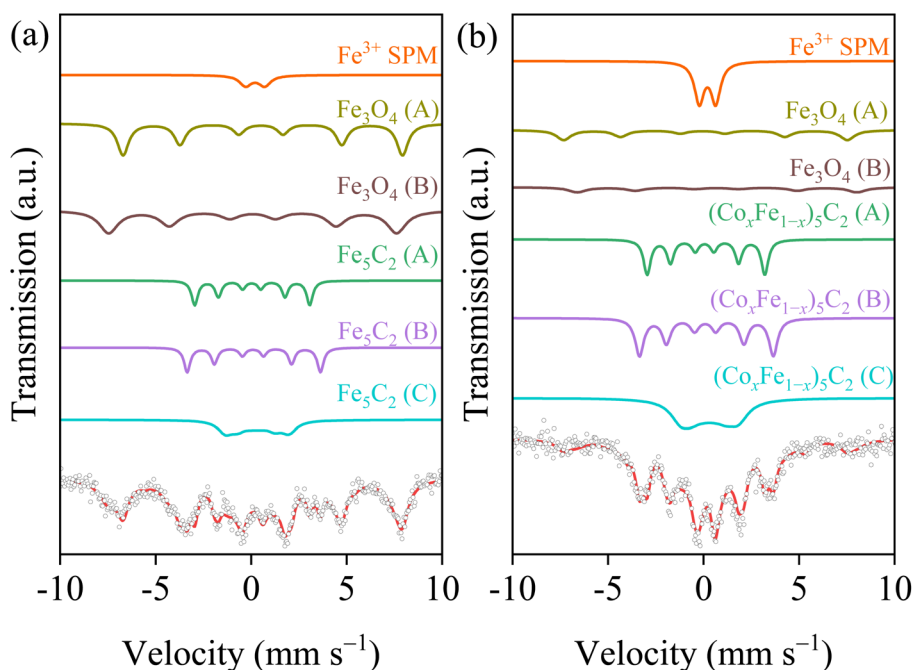 (a)
Fe³⁺ SPM
Fe₃O₄ (A)
Fe₃O₄ (B)
Fe₅C₂ (A)
Fe₅C₂ (B)
Fe₅C₂ (C)
Transmission (a.u.)
-10 -5 0 5 10
Velocity (mm s⁻¹)
(b)
Fe³⁺ SPM
Fe₃O₄ (A)
Fe₃O₄ (B)
(CoₓFe₁₋ₓ)₅C₂ (A)
(CoₓFe₁₋ₓ)₅C₂ (B)
(CoₓFe₁₋ₓ)₅C₂ (C)
Transmission (a.u.)
-10 -5 0 5 10
Velocity (mm s⁻¹)